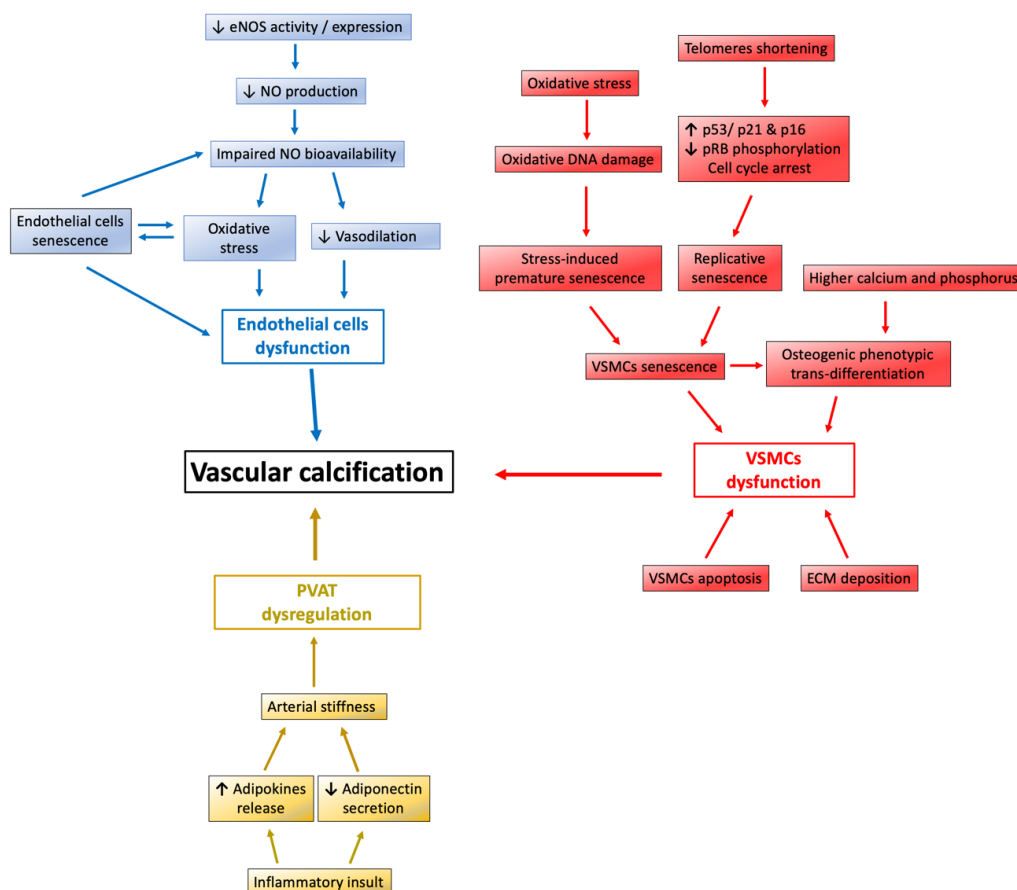 ↓ eNOS activity / expression
↓ NO production
Impaired NO bioavailability
Endothelial cells
senescence
Oxidative
stress
↓ Vasodilation
Endothelial cells
dysfunction
Telomeres shortening
Oxidative stress
↑ p53/ p21 & p16
↓ pRB phosphorylation
Cell cycle arrest
Oxidative DNA damage
Stress-induced
premature senescence
Replicative
senescence
Higher calcium and phosphorus
VSMCs senescence
Osteogenic phenotypic
trans-differentiation
VSMCs
dysfunction
VSMCs apoptosis
ECM deposition
Vascular calcification
PVAT
dysregulation
Arterial stiffness
↑ Adipokines
release
↓ Adiponectin
secretion
Inflammatory insult